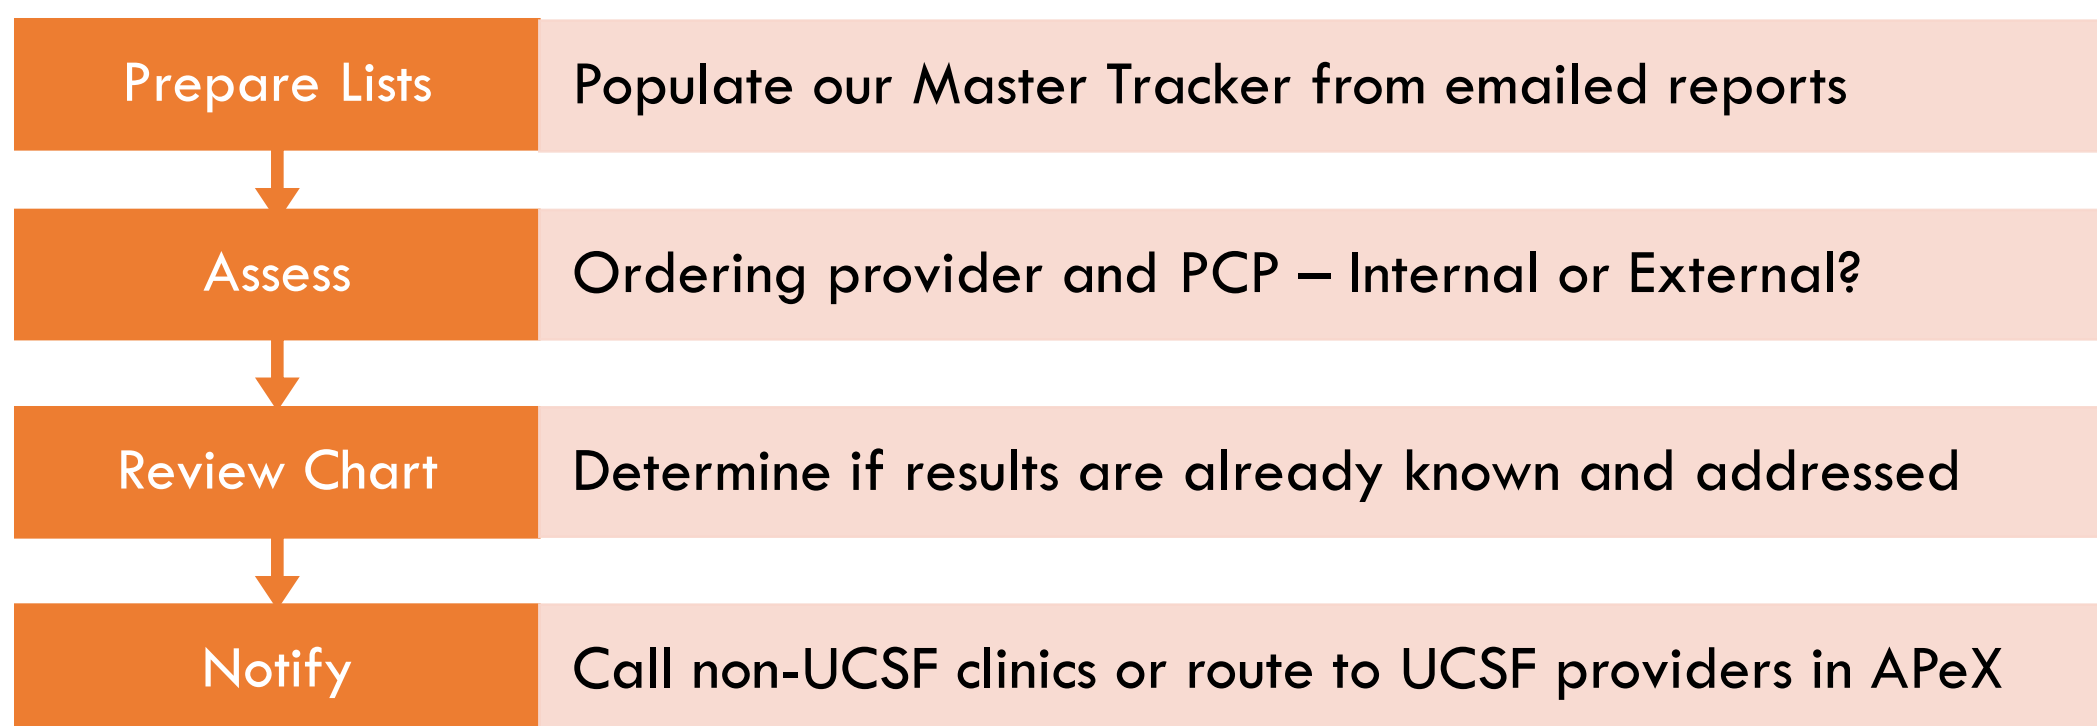 Prepare Lists
Populate our Master Tracker from emailed reports
Assess
Ordering provider and PCP – Internal or External?
Review Chart
Determine if results are already known and addressed
Notify
Call non-UCSF clinics or route to UCSF providers in APeX